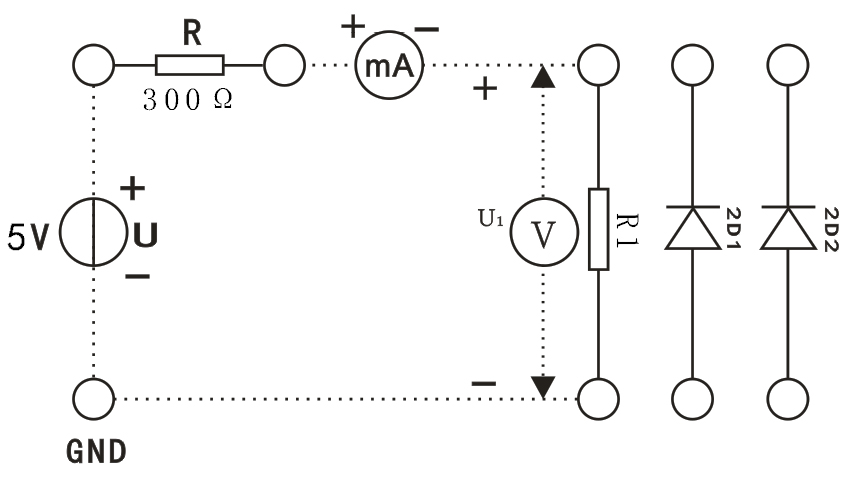 R
300 Ω
+
mA
−
+
5V
+
U
−
U₁
V
R1
2D1
2D2
−
GND